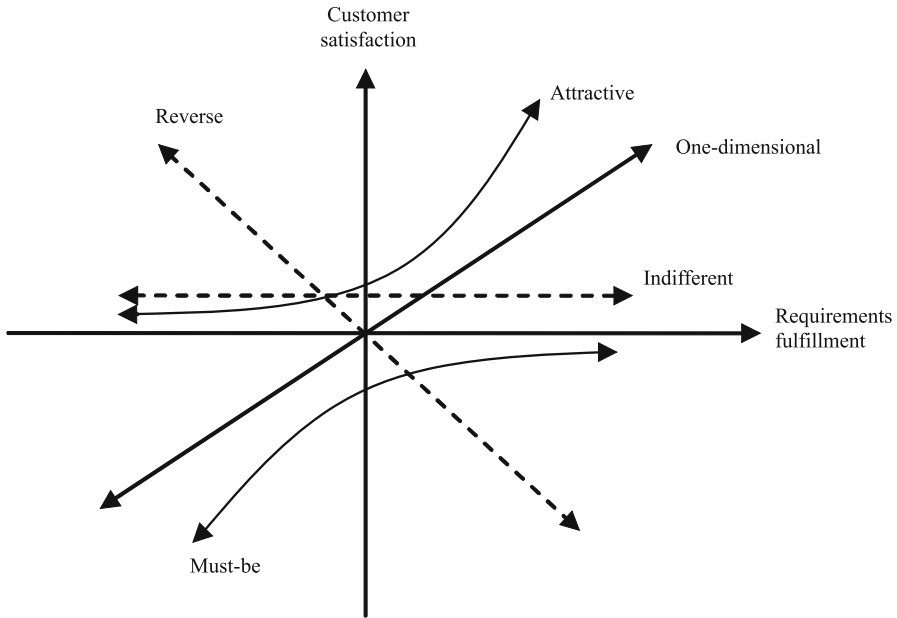 Customer
satisfaction
Attractive
Reverse
One-dimensional
Indifferent
Requirements
fulfillment
Must-be